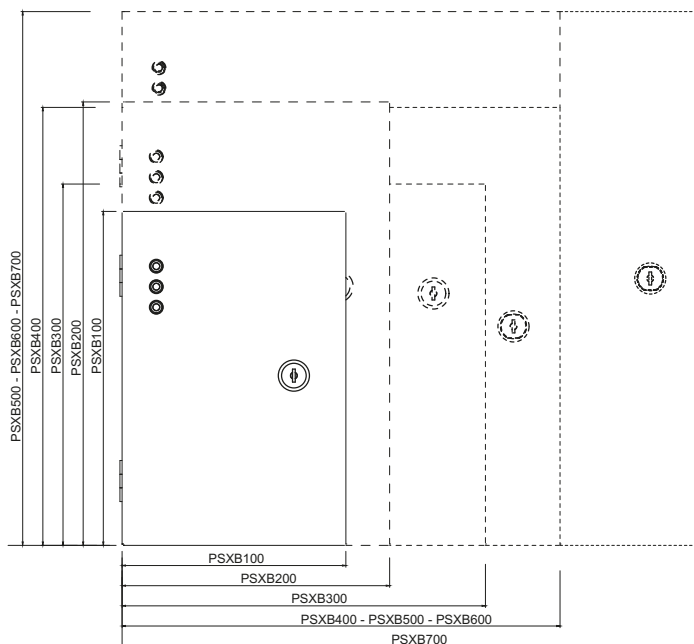 PSXB500 - PSXB600 - PSXB700
PSXB400
PSXB300
PSXB200
PSXB100
PSXB100
PSXB200
PSXB300
PSXB400 - PSXB500 - PSXB600
PSXB700